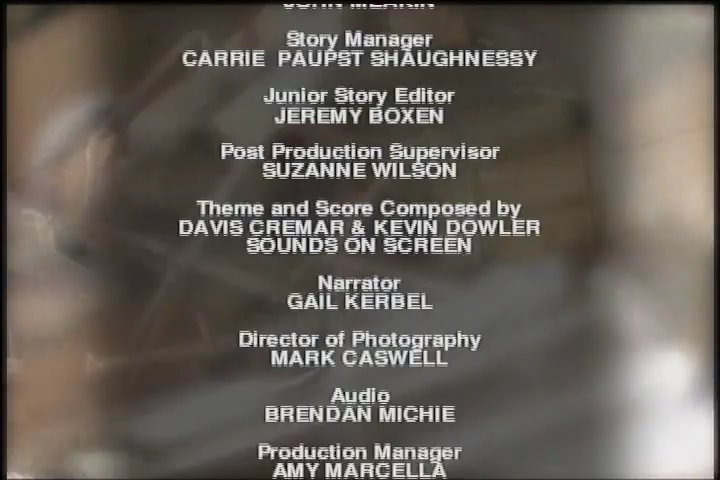 JOHN MEAKIN
Story Manager
CARRIE PAUPST SHAUGHNESSY
Junior Story Editor
JEREMY BOXEN
Post Production Supervisor
SUZANNE WILSON
Theme and Score Composed by
DAVIS CREMAR & KEVIN DOWLER
SOUNDS ON SCREEN
Narrator
GAIL KERBEL
Director of Photography
MARK CASWELL
Audio
BRENDAN MICHIE
Production Manager
AMY MARCELLA